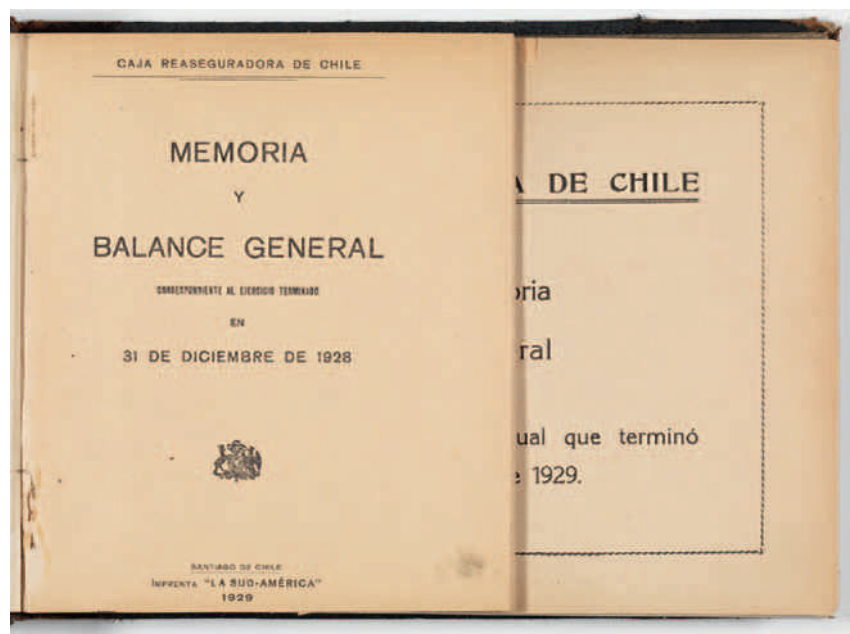 CAJA REASEGURADORA DE CHILE
MEMORIA
Y
BALANCE GENERAL
CORRESPONDIENTE AL EJERCICIO TERMINADO
EN
31 DE DICIEMBRE DE 1928
SANTIAGO DE CHILE
IMPRENTA "LA SUD-AMÉRICA"
1929
A DE CHILE
oria
ral
ual que terminó
e 1929.